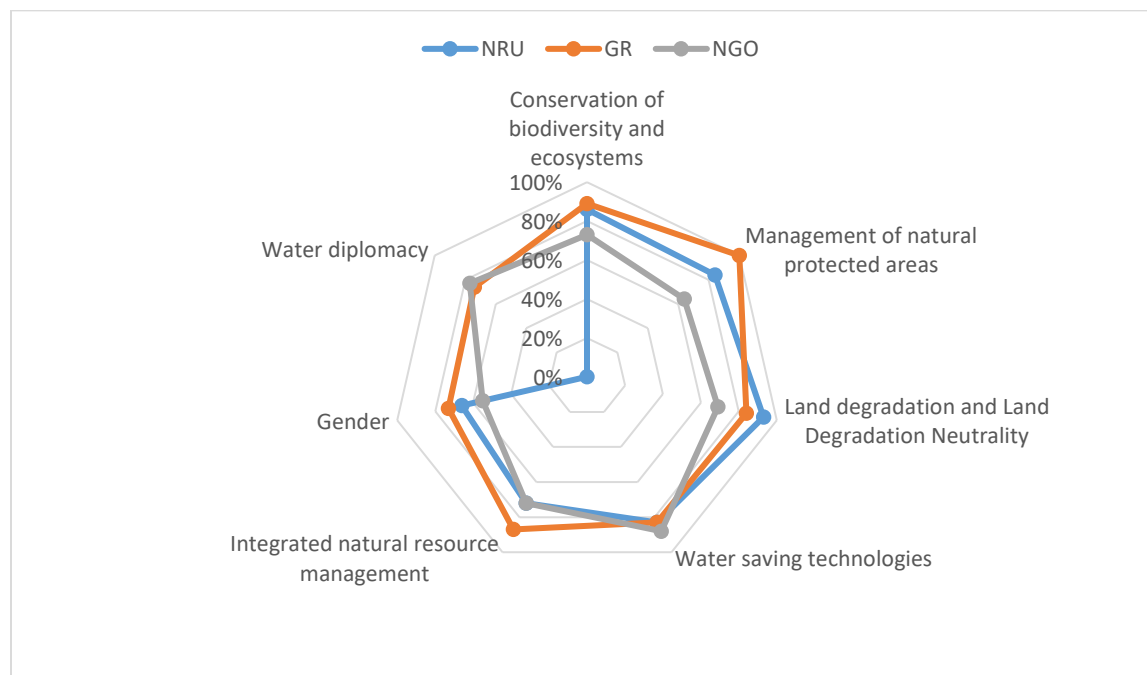 NRU GR NGO
Conservation of
biodiversity and
ecosystems
100%
80%
60%
40%
20%
0%
Management of natural
protected areas
Land degradation and Land
Degradation Neutrality
Water saving technologies
Integrated natural resource
management
Gender
Water diplomacy